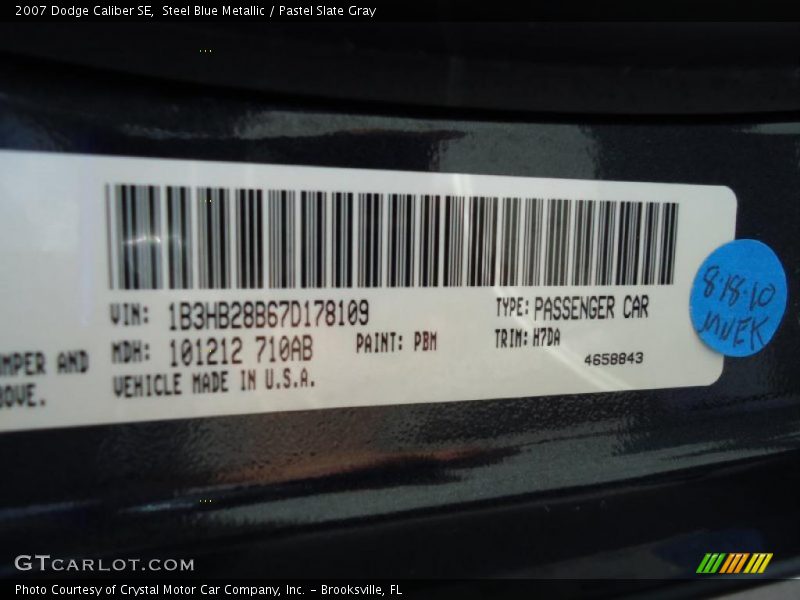 2007 Dodge Caliber SE, Steel Blue Metallic / Pastel Slate Gray
VIN: 1B3HB28B67D178109
TYPE: PASSENGER CAR
MDH: 101212 710AB
PAINT: PBM
TRIM: H7DA
VEHICLE MADE IN U.S.A.
4658843
MPER AND
OVE.
8·18·10
GTCARLOT.COM
Photo Courtesy of Crystal Motor Car Company, Inc. – Brooksville, FL